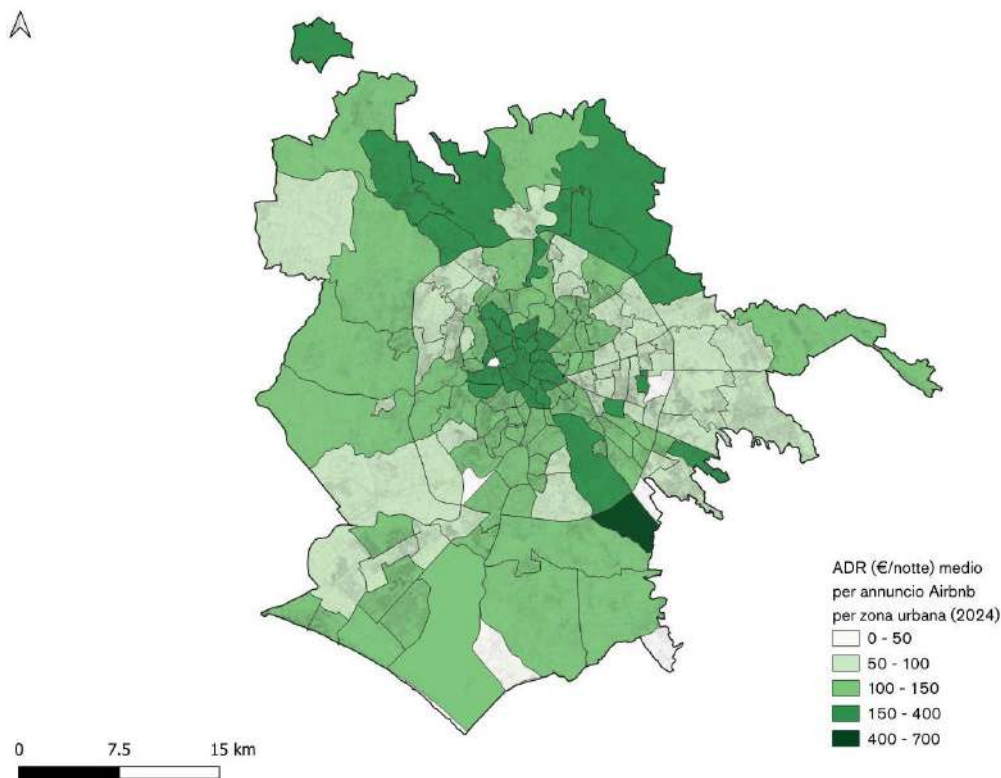 ADR (€/notte) medio
per annuncio Airbnb
per zona urbana (2024)
0 - 50
50 - 100
100 - 150
150 - 400
400 - 700
0 7.5 15 km